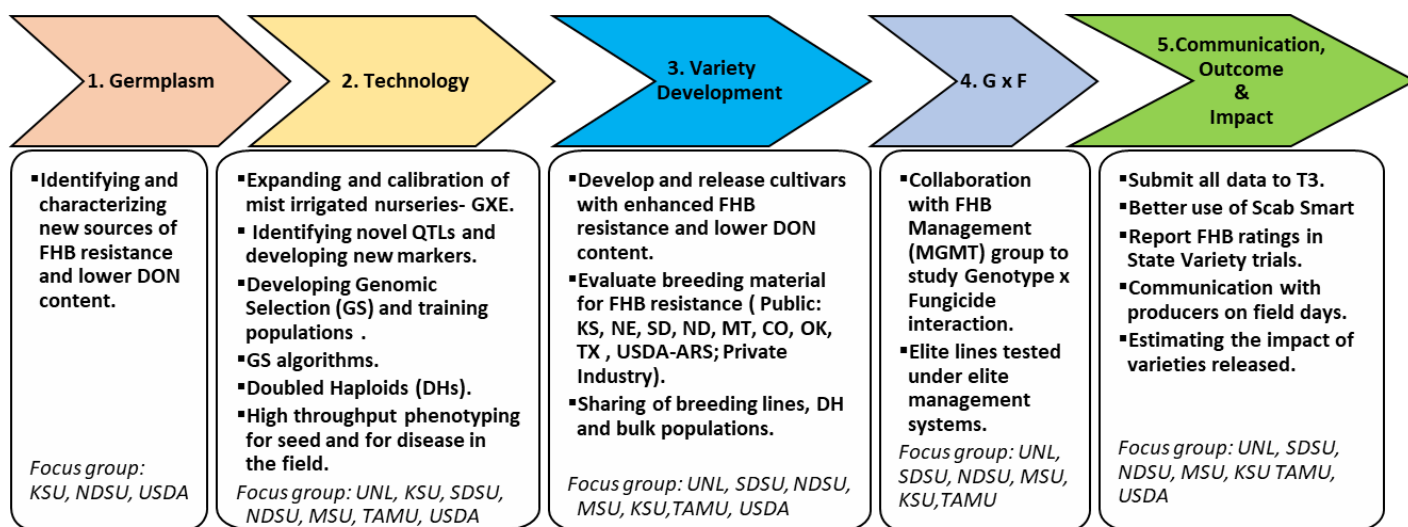 1. Germplasm
2. Technology
3. Variety
Development
4. G x F
5.Communication,
Outcome
&
Impact
▪Identifying and
characterizing
new sources of
FHB resistance
and lower DON
content.
Focus group:
KSU, NDSU, USDA
▪Expanding and calibration of
mist irrigated nurseries- GXE.
▪ Identifying novel QTLs and
developing new markers.
▪Developing Genomic
Selection (GS) and training
populations .
▪GS algorithms.
▪Doubled Haploids (DHs).
▪High throughput phenotyping
for seed and for disease in
the field.
Focus group: UNL, KSU, SDSU,
NDSU, MSU, TAMU, USDA
▪Develop and release cultivars
with enhanced FHB
resistance and lower DON
content.
▪Evaluate breeding material
for FHB resistance ( Public:
KS, NE, SD, ND, MT, CO, OK,
TX , USDA-ARS; Private
Industry).
▪Sharing of breeding lines, DH
and bulk populations.
Focus group: UNL, SDSU, NDSU,
MSU, KSU,TAMU, USDA
▪Collaboration
with FHB
Management
(MGMT) group to
study Genotype x
Fungicide
interaction.
▪Elite lines tested
under elite
management
systems.
Focus group: UNL,
SDSU, NDSU, MSU,
KSU,TAMU
▪Submit all data to T3.
▪Better use of Scab Smart
▪Report FHB ratings in
State Variety trials.
▪Communication with
producers on field days.
▪Estimating the impact of
varieties released.
Focus group: UNL, SDSU,
NDSU, MSU, KSU TAMU,
USDA